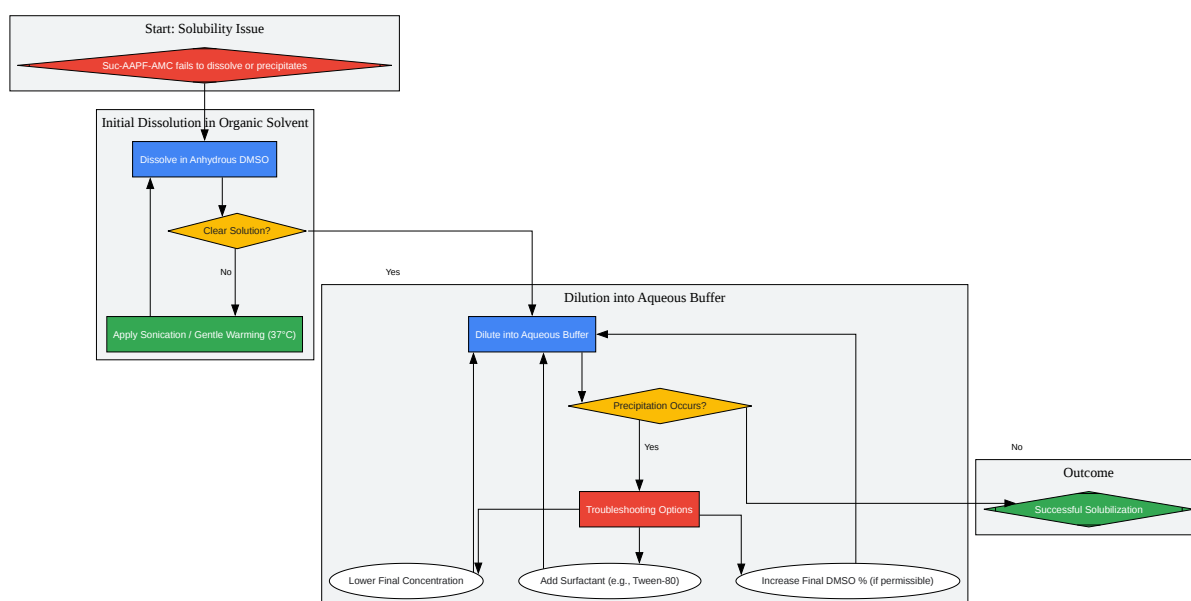 Start: Solubility Issue
Suc-AAPF-AMC fails to dissolve or precipitates
Initial Dissolution in Organic Solvent
Dissolve in Anhydrous DMSO
Clear Solution?
No
Yes
Apply Sonication / Gentle Warming (37°C)
Dilution into Aqueous Buffer
Dilute into Aqueous Buffer
Precipitation Occurs?
Yes
No
Outcome
Successful Solubilization
Troubleshooting Options
Lower Final Concentration
Add Surfactant (e.g., Tween-80)
Increase Final DMSO % (if permissible)